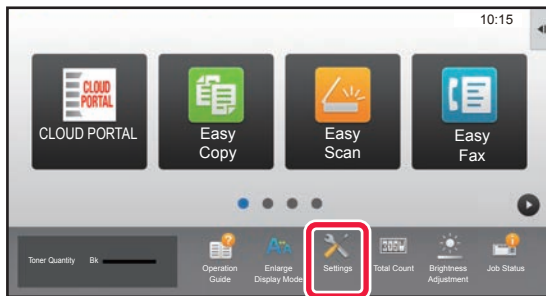 10:15
CLOUD
PORTAL
CLOUD PORTAL
Easy
Copy
Easy
Scan
Easy
Fax
Toner Quantity Bk
Operation
Guide
Enlarge
Display Mode
Settings
Total Count
Brightness
Adjustment
Job Status